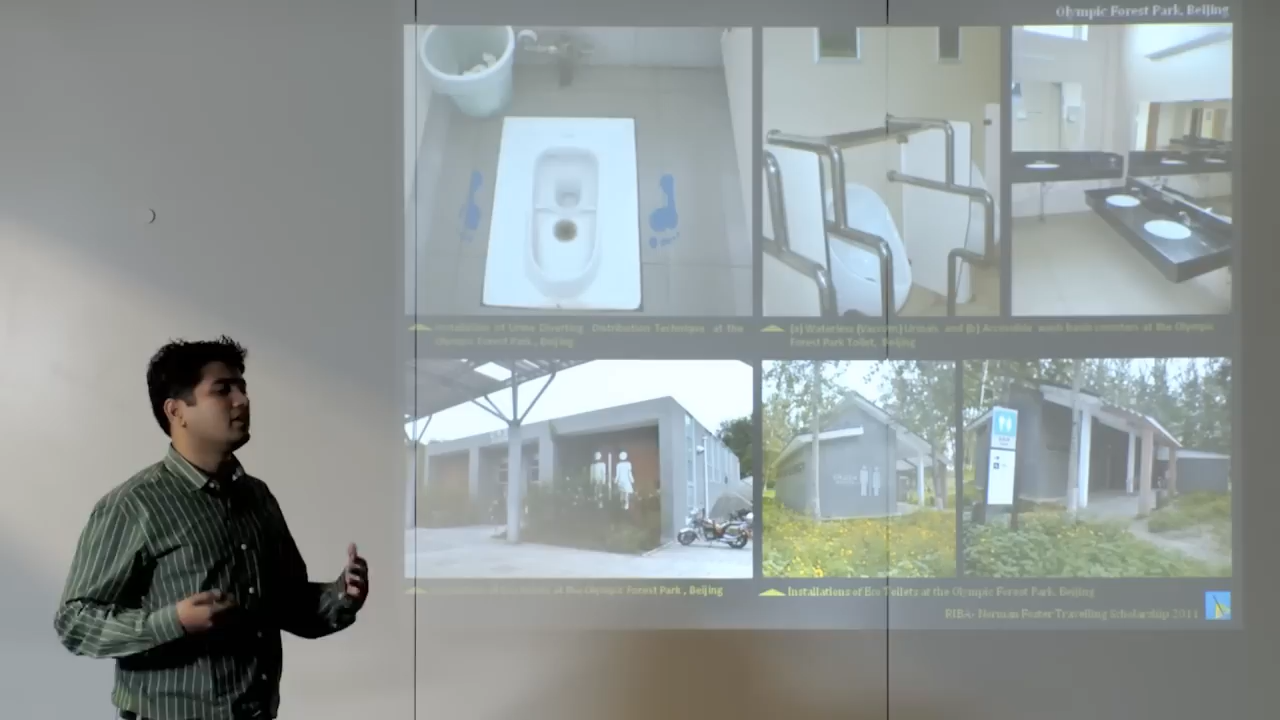 Olympic Forest Park, Beijing
Installation of Urine Diverting Distribution Technique at the
Olympic Forest Park, Beijing
(a) Waterless (Vacuum) Urinals and (b) Accessible wash basin counters at the Olympic
Forest Park Toilet, Beijing
at the Olympic Forest Park, Beijing
Installations of Eco Toilets at the Olympic Forest Park, Beijing
RIBA- Norman Foster Travelling Scholarship 2011